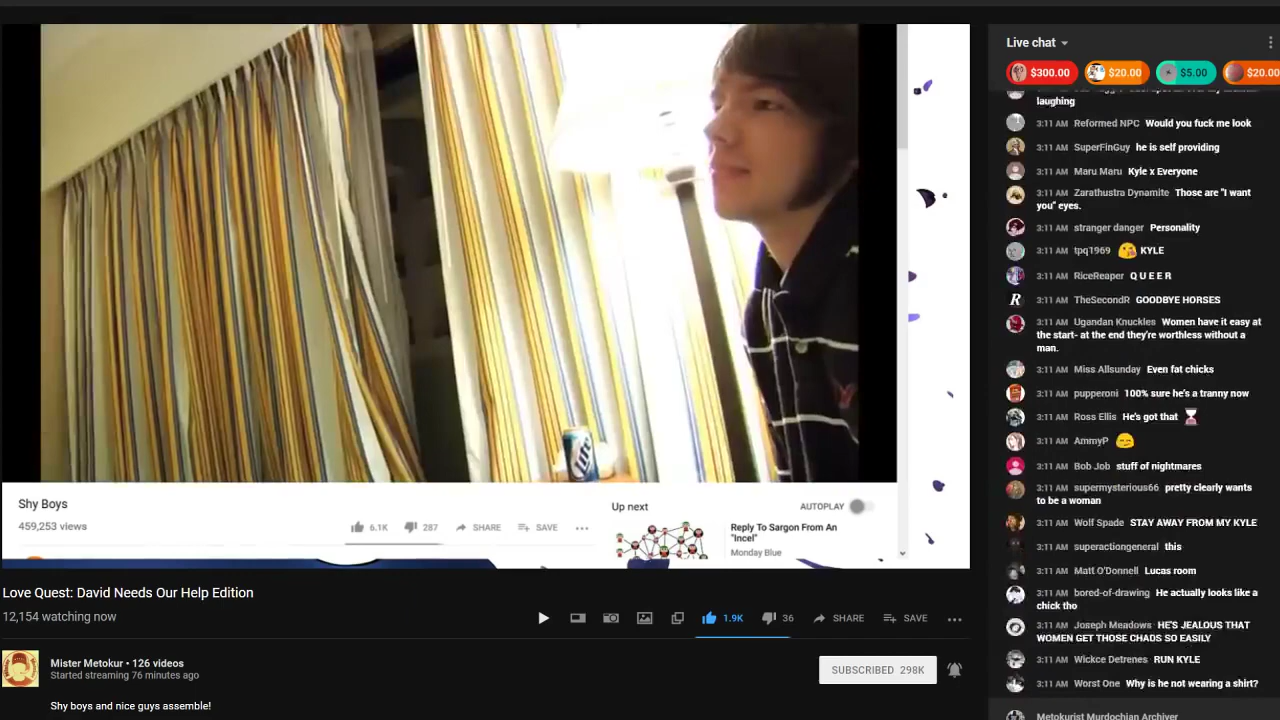 Live chat
$300.00
$20.00
$5.00
$20.00
laughing
3:11 AM Reformed NPC Would you fuck me look
3:11 AM SuperFinGuy he is self providing
3:11 AM Maru Maru Kyle x Everyone
3:11 AM Zarathustra Dynamite Those are "I want
you" eyes.
3:11 AM stranger danger Personality
3:11 AM tpq1969 😘 KYLE
3:11 AM RiceReaper Q U E E R
R 3:11 AM TheSecondR GOODBYE HORSES
3:11 AM Ugandan Knuckles Women have it easy at
the start- at the end they're worthless without a
man.
3:11 AM Miss Allsunday Even fat chicks
3:11 AM pupperoni 100% sure he's a tranny now
3:11 AM Ross Ellis He's got that ⏳
3:11 AM AmmyP 😊
3:11 AM Bob Job stuff of nightmares
3:11 AM supermysterious66 pretty clearly wants
to be a woman
3:11 AM Wolf Spade STAY AWAY FROM MY KYLE
3:11 AM superactiongeneral this
3:11 AM Matt O'Donnell Lucas room
3:11 AM bored-of-drawing He actually looks like a
chick tho
3:11 AM Joseph Meadows HE'S JEALOUS THAT
WOMEN GET THOSE CHADS SO EASILY
3:11 AM Wickce Detrenes RUN KYLE
3:11 AM Worst One Why is he not wearing a shirt?
Metokurist Murdochian Archiver
Lite
Shy Boys
459,253 views
6.1K 287 SHARE SAVE
Up next
AUTOPLAY
Reply To Sargon From An
"Incel"
Monday Blue
Love Quest: David Needs Our Help Edition
12,154 watching now
1.9K 36 SHARE SAVE
Mister Metokur • 126 videos
Started streaming 76 minutes ago
SUBSCRIBED 298K
Shy boys and nice guys assemble!